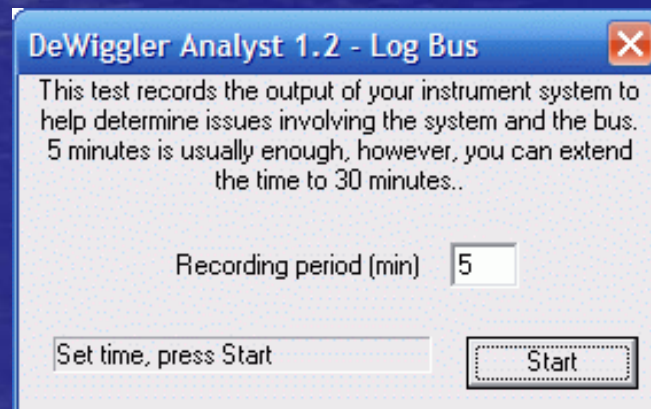 DeWiggler Analyst 1.2 - Log Bus
This test records the output of your instrument system to
help determine issues involving the system and the bus.
5 minutes is usually enough, however, you can extend
the time to 30 minutes..
Recording period (min) 5
Set time, press Start Start